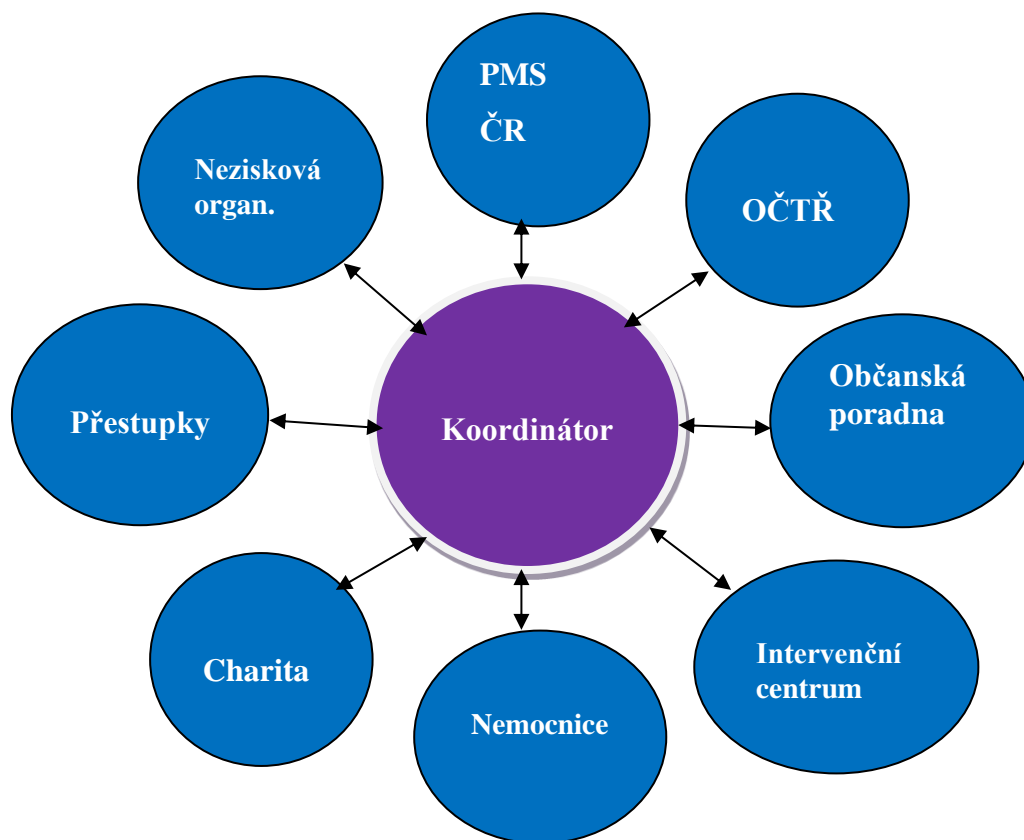 PMS
ČR
Nezisková
organ.
OČTŘ
Občanská
poradna
Přestupky
Koordinátor
Intervenční
centrum
Charita
Nemocnice